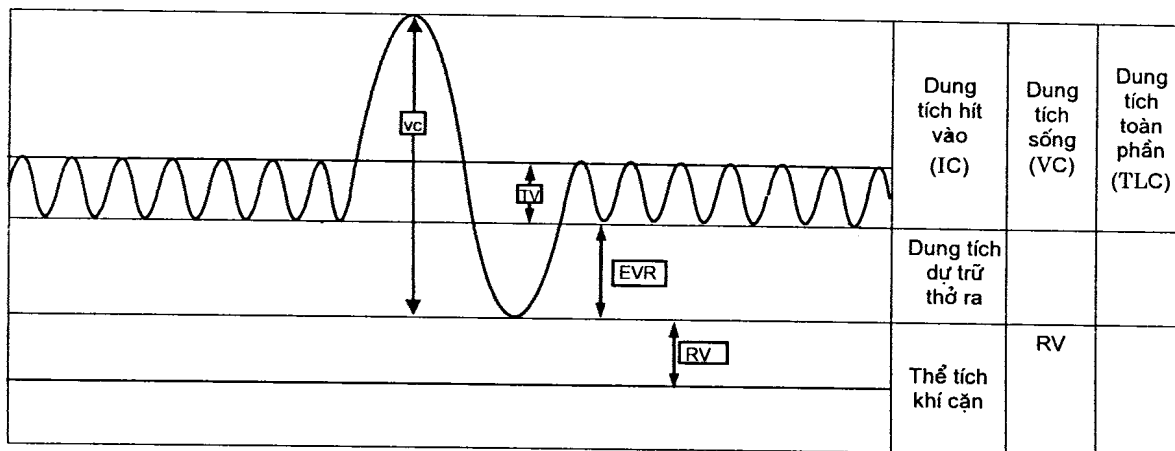 vc
TV
EVR
RV
Dung
tích hít
vào
(IC)
Dung
tích
sống
(VC)
Dung
tích
toàn
phần
(TLC)
Dung tích
dự trữ
thở ra
Thể tích
khí cặn
RV